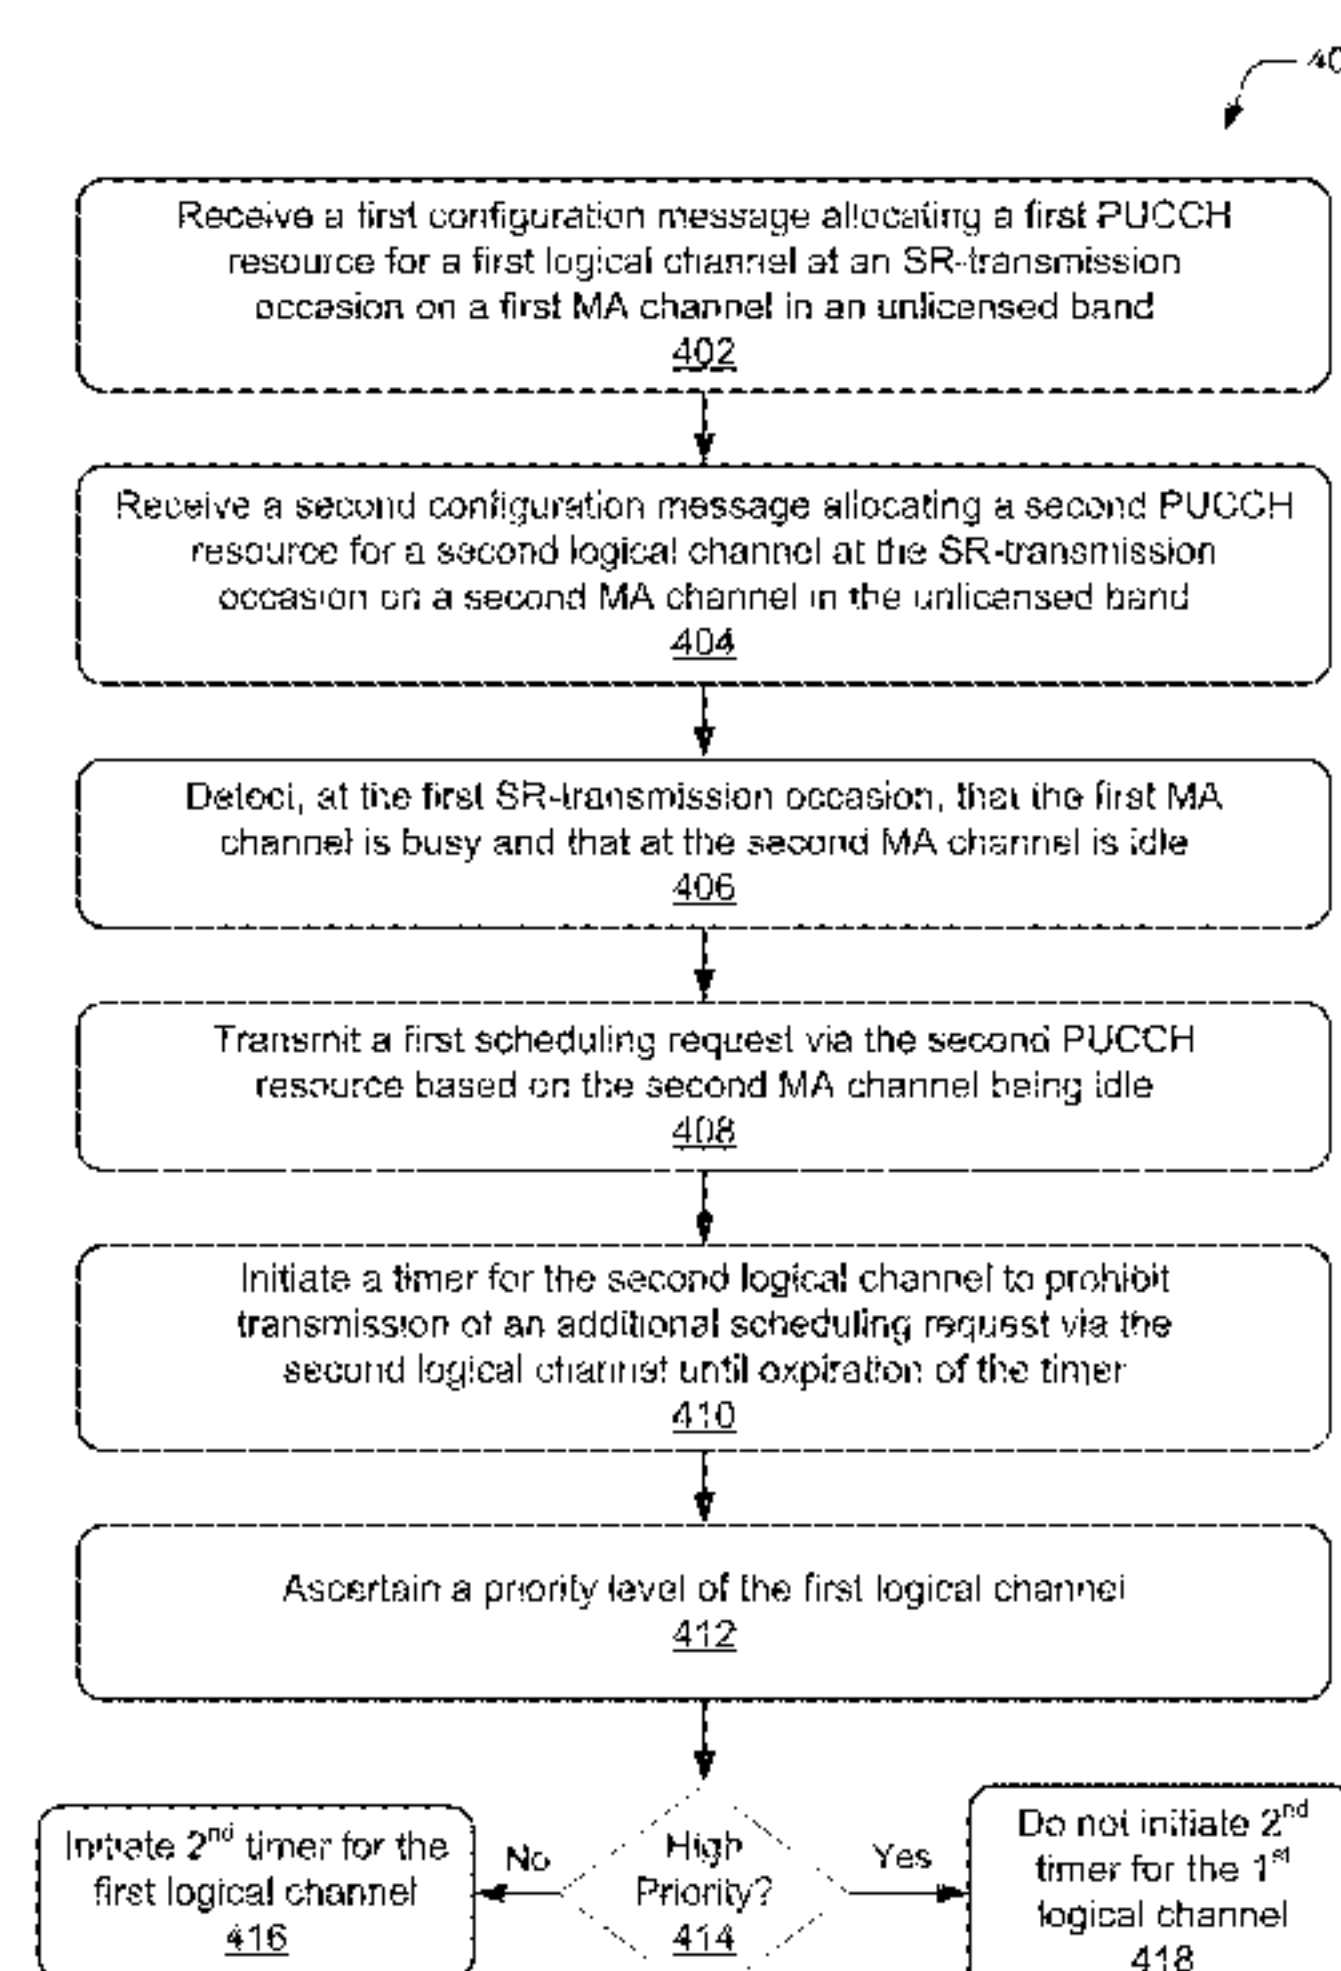 40
Receive a first configuration message allocating a first PUCCH
resource for a first logical channel at an SR-transmission
occasion on a first MA channel in an unlicensed band
402
Receive a second configuration message allocating a second PUCCH
resource for a second logical channel at the SR-transmission
occasion on a second MA channel in the unlicensed band
404
Detect, at the first SR-transmission occasion, that the first MA
channel is busy and that at the second MA channel is idle
406
Transmit a first scheduling request via the second PUCCH
resource based on the second MA channel being idle
408
Initiate a timer for the second logical channel to prohibit
transmission of an additional scheduling request via the
second logical channel until expiration of the timer
410
Ascertain a priority level of the first logical channel
412
High
Priority?
414
No
Yes
Initiate 2nd timer for the
first logical channel
416
Do not initiate 2nd
timer for the 1st
logical channel
418